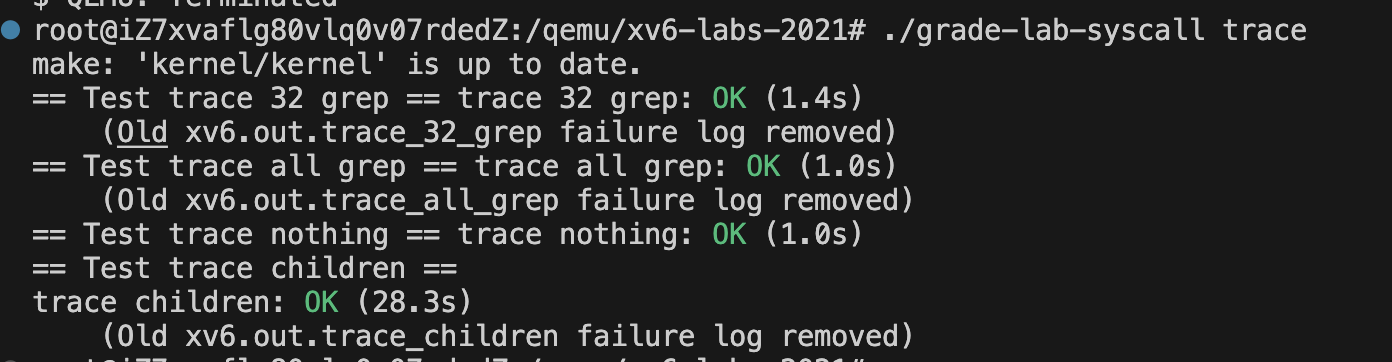 $ QEMU: Terminated
root@iZ7xvaflg80vlq0v07rdedZ:/qemu/xv6-labs-2021# ./grade-lab-syscall trace
make: 'kernel/kernel' is up to date.
== Test trace 32 grep == trace 32 grep: OK (1.4s)
    (Old xv6.out.trace_32_grep failure log removed)
== Test trace all grep == trace all grep: OK (1.0s)
    (Old xv6.out.trace_all_grep failure log removed)
== Test trace nothing == trace nothing: OK (1.0s)
== Test trace children ==
trace children: OK (28.3s)
    (Old xv6.out.trace_children failure log removed)